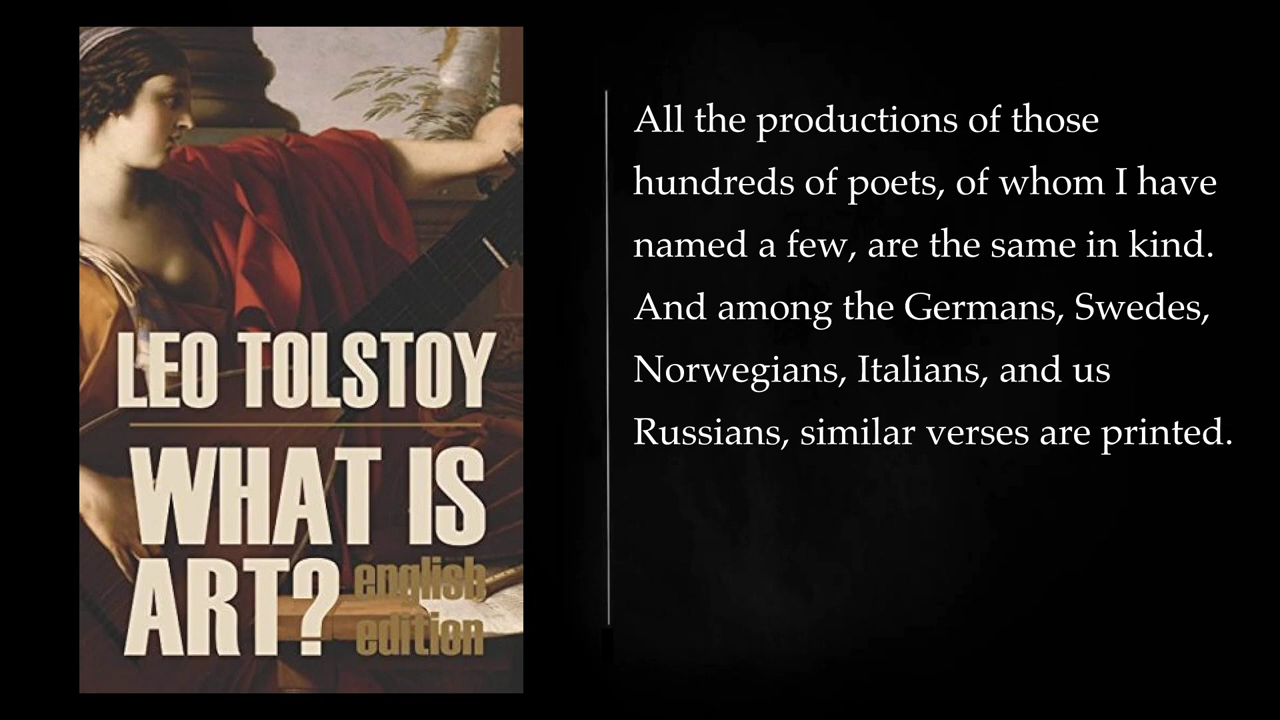 LEO TOLSTOY
WHAT IS
ART? english
edition
All the productions of those
hundreds of poets, of whom I have
named a few, are the same in kind.
And among the Germans, Swedes,
Norwegians, Italians, and us
Russians, similar verses are printed.